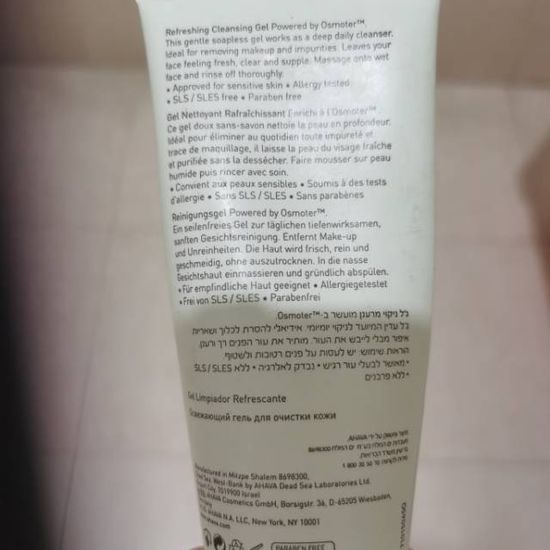 Refreshing Cleansing Gel Powered by Osmoter™.
This gentle soapless gel works as a deep daily cleanser.
Ideal for removing makeup and impurities. Leaves your
face feeling fresh, clear and supple. Massage onto wet
face and rinse off thoroughly.
• Approved for sensitive skin • Allergy tested
• SLS / SLES free • Paraben free
Gel Nettoyant Rafraîchissant Enrichi à l'Osmoter™
Ce gel doux sans-savon nettoie la peau en profondeur.
Idéal pour éliminer au quotidien toute impureté et
trace de maquillage, il laisse la peau du visage fraîche
et purifiée sans la dessécher. Faire mousser sur peau
humide puis rincer avec soin.
• Convient aux peaux sensibles • Soumis à des tests
d'allergie • Sans SLS / SLES • Sans parabènes
Reinigungsgel Powered by Osmoter™.
Ein seifenfreies Gel zur täglichen tiefenwirksamen,
sanften Gesichtsreinigung. Entfernt Make-up
und Unreinheiten. Die Haut wird frisch, rein und
geschmeidig, ohne auszutrocknen. In die nasse
Gesichtshaut einmassieren und gründlich abspülen.
• Für empfindliche Haut geeignet • Allergiegetestet
• Frei von SLS / SLES • Parabenfrei
ג'ל ניקוי מרענן מועשר ב-Osmoter™.
ג'ל עדין המיועד לניקוי יומיומי. אידיאלי להסרת לכלוך ושאריות
איפור מבלי לייבש את העור. מותיר את עור הפנים רך ורענן.
הוראות שימוש: יש לעסות על פנים רטובות ולשטוף.
• מאושר לבעלי עור רגיש • נבדק לאלרגיה • ללא SLS / SLES
• ללא פרבנים
Gel Limpiador Refrescante
Освежающий гель для очистки кожи
1 800
Manufactured in Mitzpe Shalem 8698300,
Dead Sea, West-Bank by AHAVA Dead Sea Laboratories Ltd.
7019900 Israel
AHAVA Cosmetics GmbH, Borsigstr. 36, D-65205 Wiesbaden,
AHAVA N.A, LLC, New York, NY 10001
PARABEN FREE